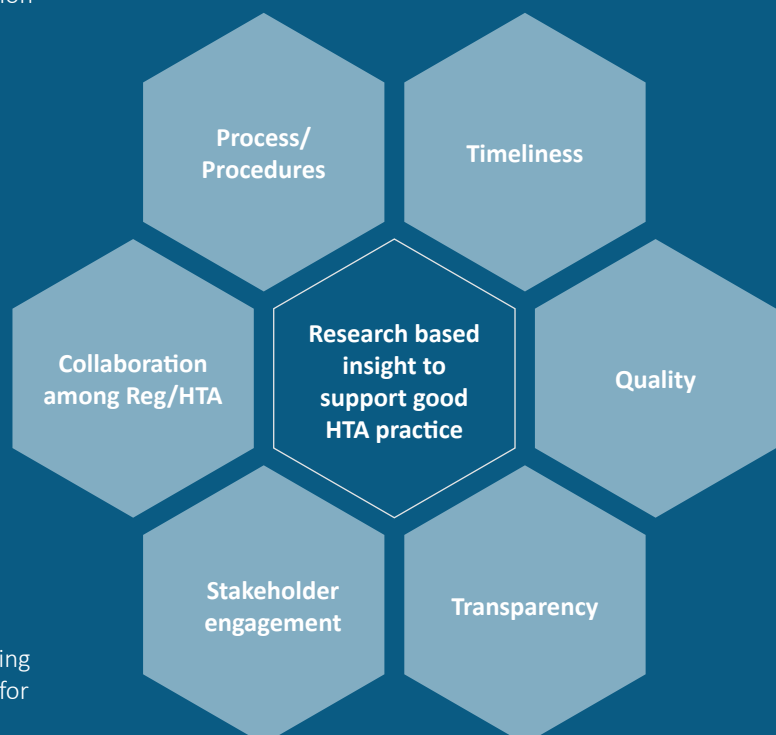 Process/
Procedures
Timeliness
Collaboration
among Reg/HTA
Research based
insight to
support good
HTA practice
Quality
Stakeholder
engagement
Transparency
for